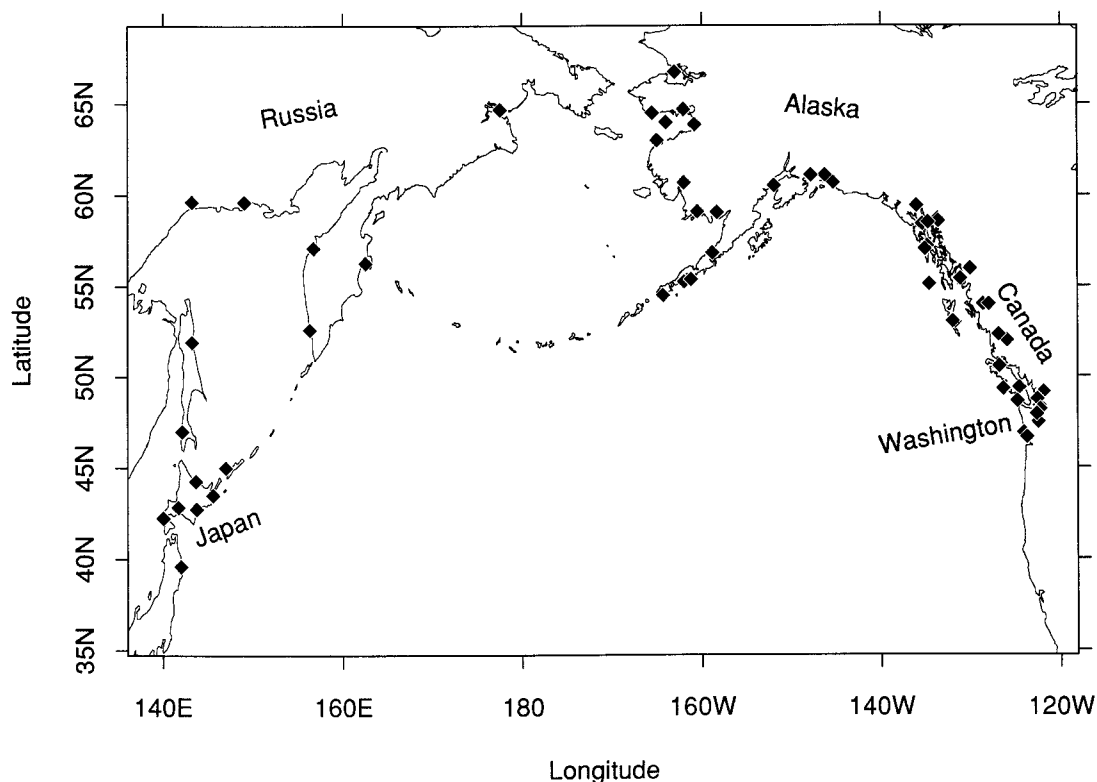 Russia
Alaska
Canada
Washington
Japan
Latitude
65N
60N
55N
50N
45N
40N
35N
140E
160E
180
160W
140W
120W
Longitude